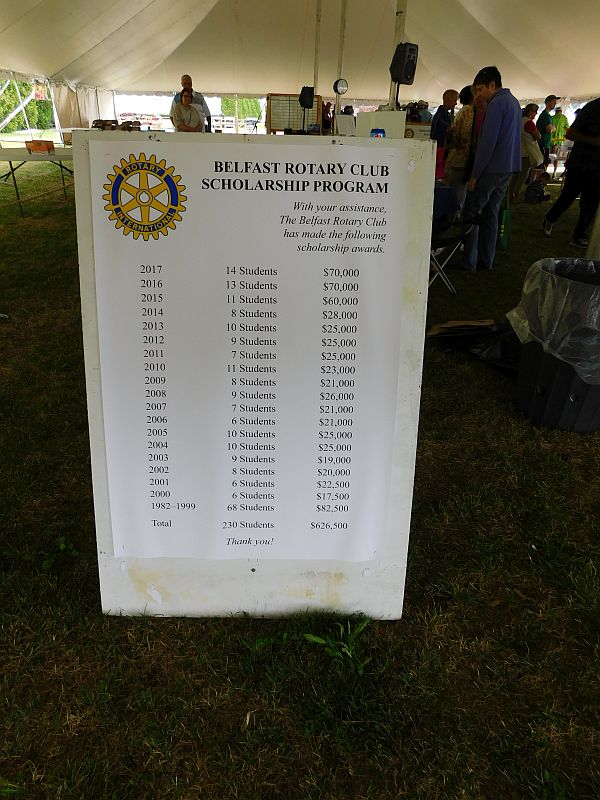 ROTARY
INTERNATIONAL
BELFAST ROTARY CLUB
SCHOLARSHIP PROGRAM
With your assistance,
The Belfast Rotary Club
has made the following
scholarship awards.
2017 14 Students $70,000
2016 13 Students $70,000
2015 11 Students $60,000
2014 8 Students $28,000
2013 10 Students $25,000
2012 9 Students $25,000
2011 7 Students $25,000
2010 11 Students $23,000
2009 8 Students $21,000
2008 9 Students $26,000
2007 7 Students $21,000
2006 6 Students $21,000
2005 10 Students $25,000
2004 10 Students $25,000
2003 9 Students $19,000
2002 8 Students $20,000
2001 6 Students $22,500
2000 6 Students $17,500
1982–1999 68 Students $82,500
Total 230 Students $626,500
Thank you!